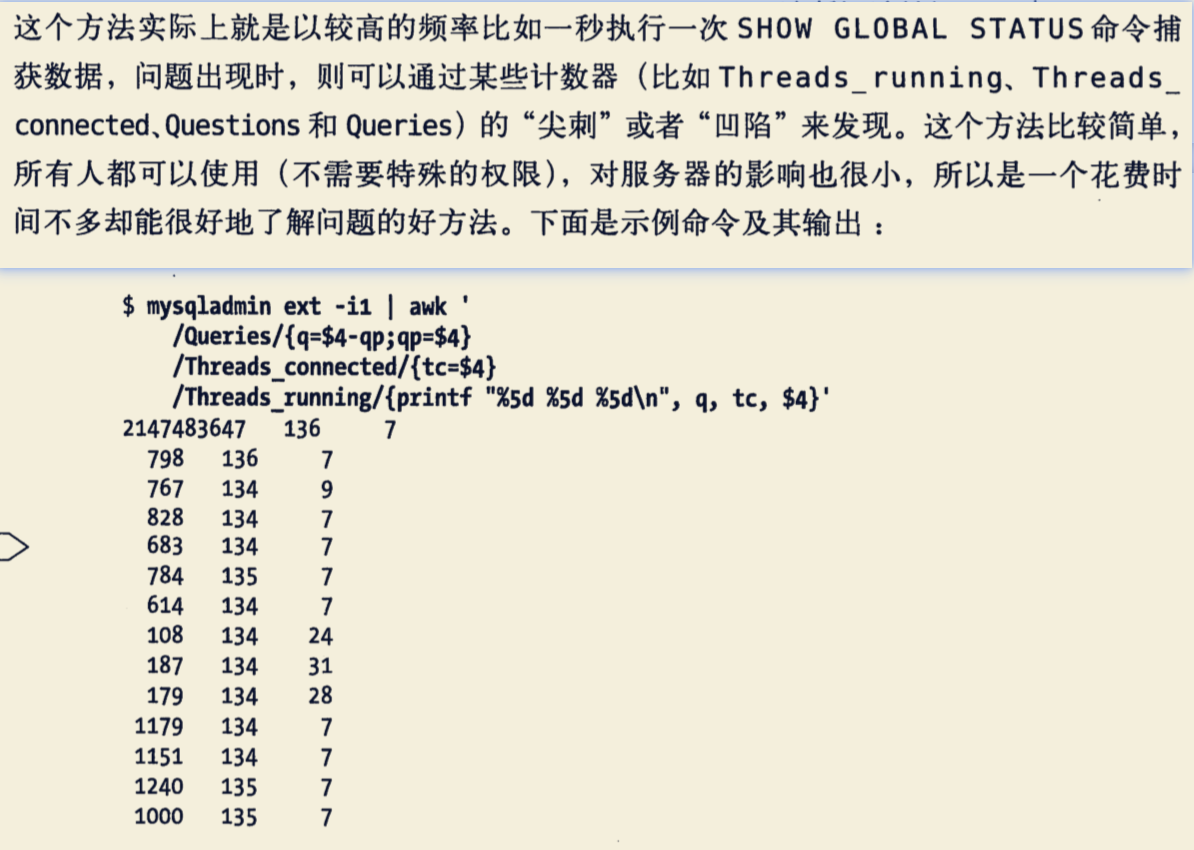 这个方法实际上就是以较高的频率比如一秒执行一次 SHOW GLOBAL STATUS 命令捕
获数据，问题出现时，则可以通过某些计数器（比如 Threads_running、Threads_
connected、Questions 和 Queries）的“尖刺”或者“凹陷”来发现。这个方法比较简单，
所有人都可以使用（不需要特殊的权限），对服务器的影响也很小，所以是一个花费时
间不多却能很好地了解问题的好方法。下面是示例命令及其输出：
$ mysqladmin ext -i1 | awk '
/Queries/{q=$4-qp;qp=$4}
/Threads_connected/{tc=$4}
/Threads_running/{printf "%5d %5d %5d\n", q, tc, $4}'
2147483647 136 7
798 136 7
767 134 9
828 134 7
683 134 7
784 135 7
614 134 7
108 134 24
187 134 31
179 134 28
1179 134 7
1151 134 7
1240 135 7
1000 135 7